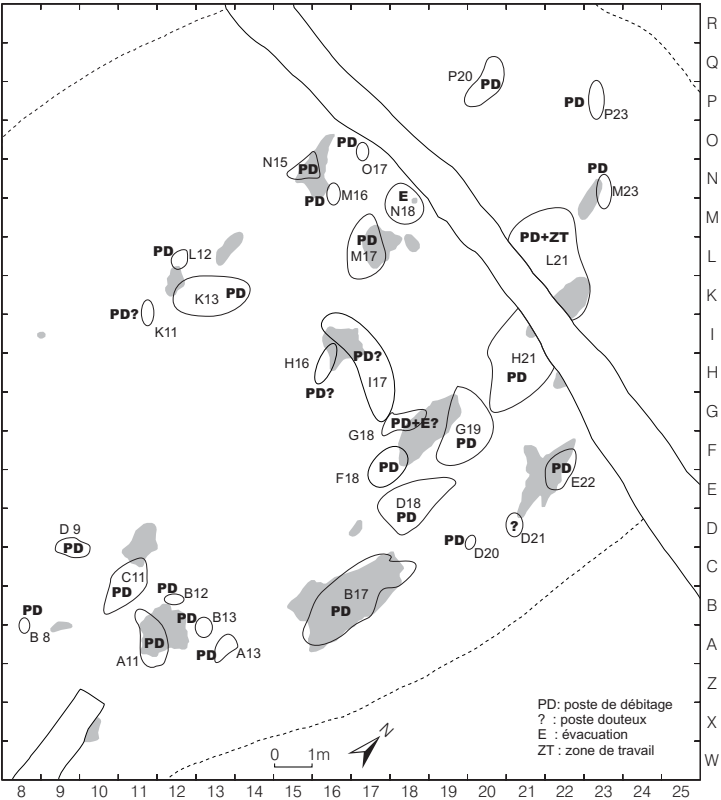 R
Q
P20
PD
PD
P
P23
PD
O
N15
PD
O17
PD
N
PD
M16
E
N18
M23
M
PD
M17
PD+ZT
L21
L
PD
L12
K13
PD
K
PD?
K11
I
H16
PD?
I17
H21
PD
H
PD?
G
G18
PD+E?
G19
PD
F
F18
PD
PD
E22
E
D18
PD
?
D21
D
D 9
PD
PD
D20
C11
PD
C
PD
B12
B17
PD
B
PD
B 8
PD
B13
PD
A11
PD
A13
A
Z
PD: poste de débitage
? : poste douteux
E : évacuation
ZT : zone de travail
X
N
0 1m
W
8 9 10 11 12 13 14 15 16 17 18 19 20 21 22 23 24 25